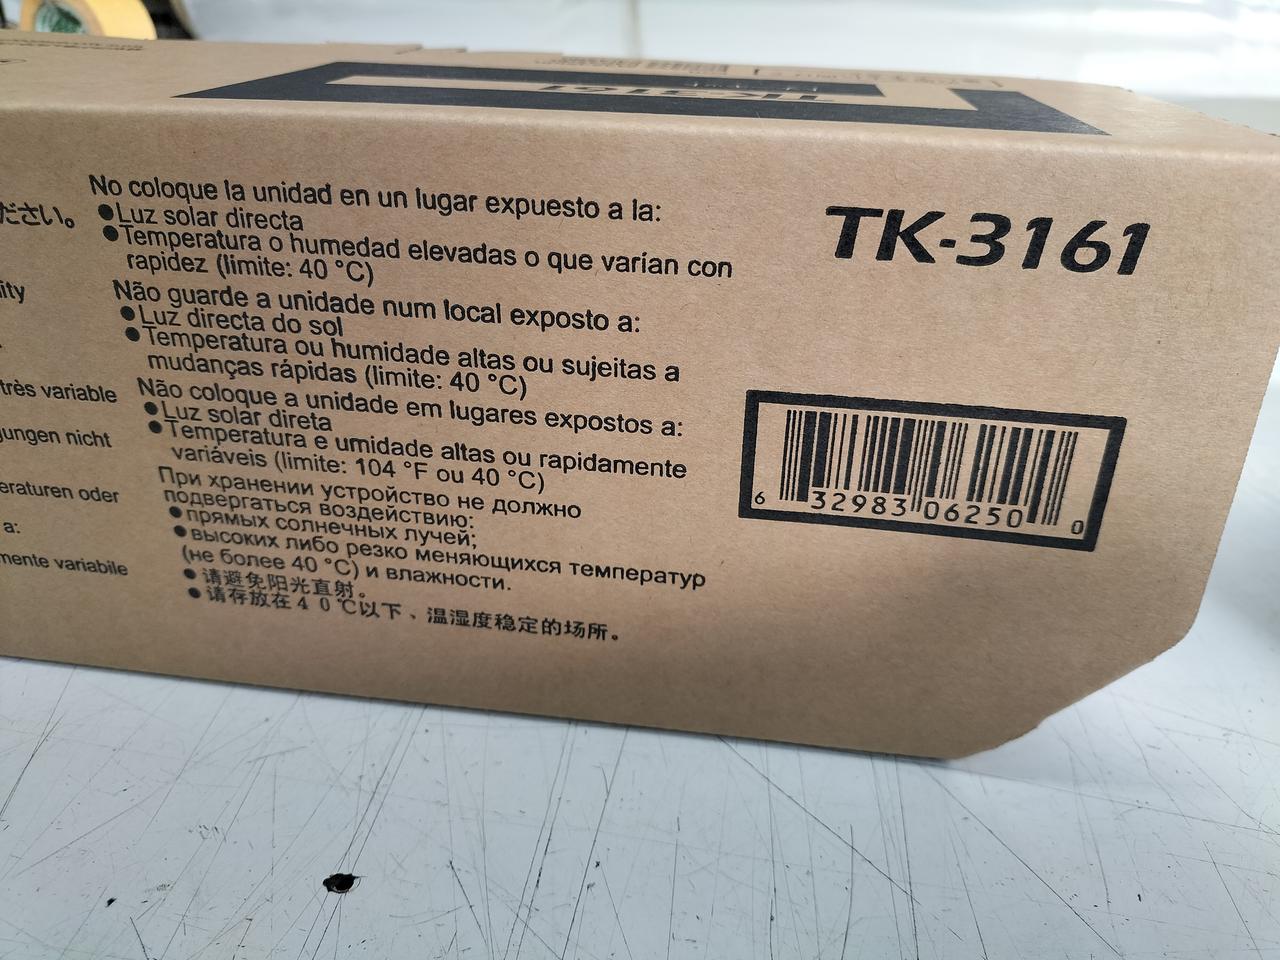 TK-3161
ださい。
ity
très variable
gungen nicht
eraturen oder
a:
mente variabile
No coloque la unidad en un lugar expuesto a la:
●Luz solar directa
●Temperatura o humedad elevadas o que varían con
rapidez (limite: 40 °C)
Não guarde a unidade num local exposto a:
●Luz directa do sol
●Temperatura ou humidade altas ou sujeitas a
mudanças rápidas (limite: 40 °C)
Não coloque a unidade em lugares expostos a:
●Luz solar direta
●Temperatura e umidade altas ou rapidamente
variáveis (limite: 104 °F ou 40 °C)
При хранении устройство не должно
подвергаться воздействию:
●прямых солнечных лучей;
●высоких либо резко меняющихся температур
(не более 40 °C) и влажности.
●请避免阳光直射。
●请存放在４０℃以下、温湿度稳定的场所。
TK-3161
6 32983 06250 0